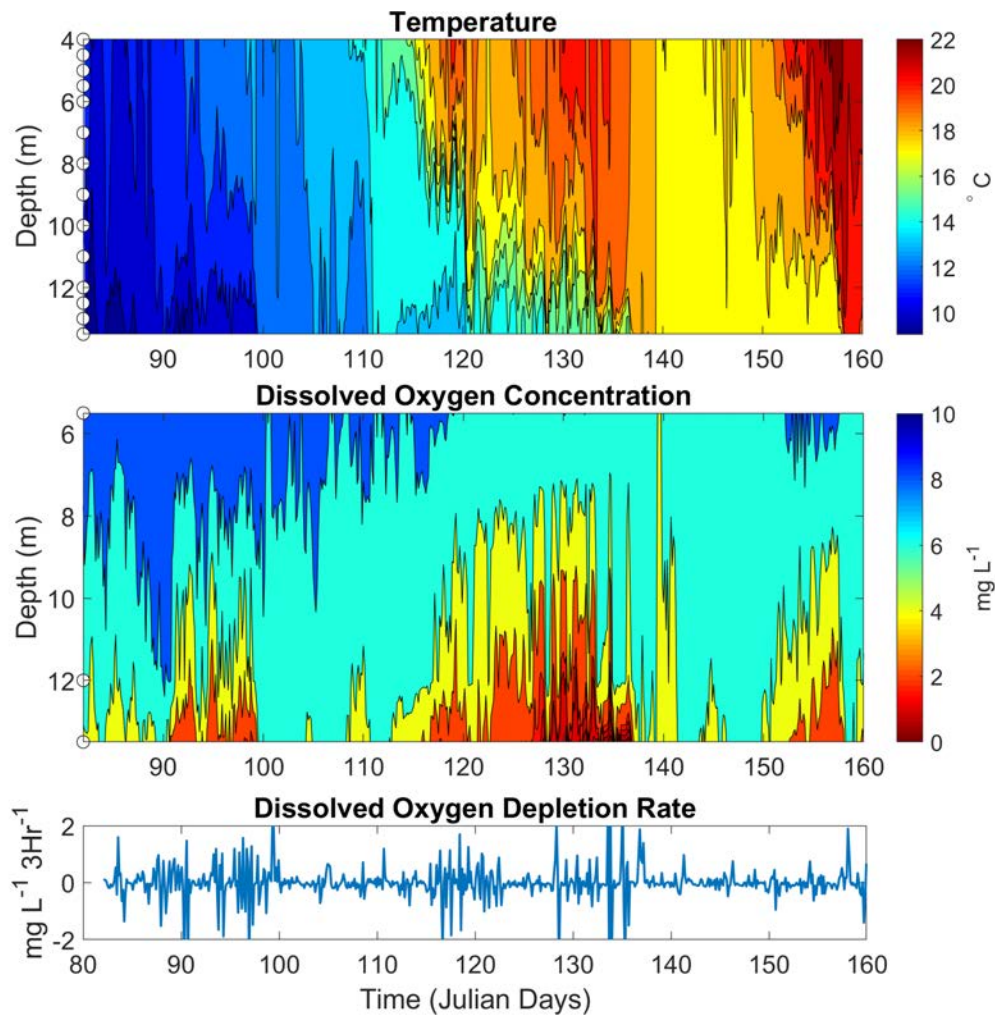 Temperature
4
6
8
10
12
Depth (m)
90 100 110 120 130 140 150 160
22
20
18
16
14
12
10
°C
Dissolved Oxygen Concentration
6
8
10
12
Depth (m)
90 100 110 120 130 140 150 160
10
8
6
4
2
0
mg L-1
Dissolved Oxygen Depletion Rate
2
0
-2
mg L-1 3Hr-1
80 90 100 110 120 130 140 150 160
Time (Julian Days)